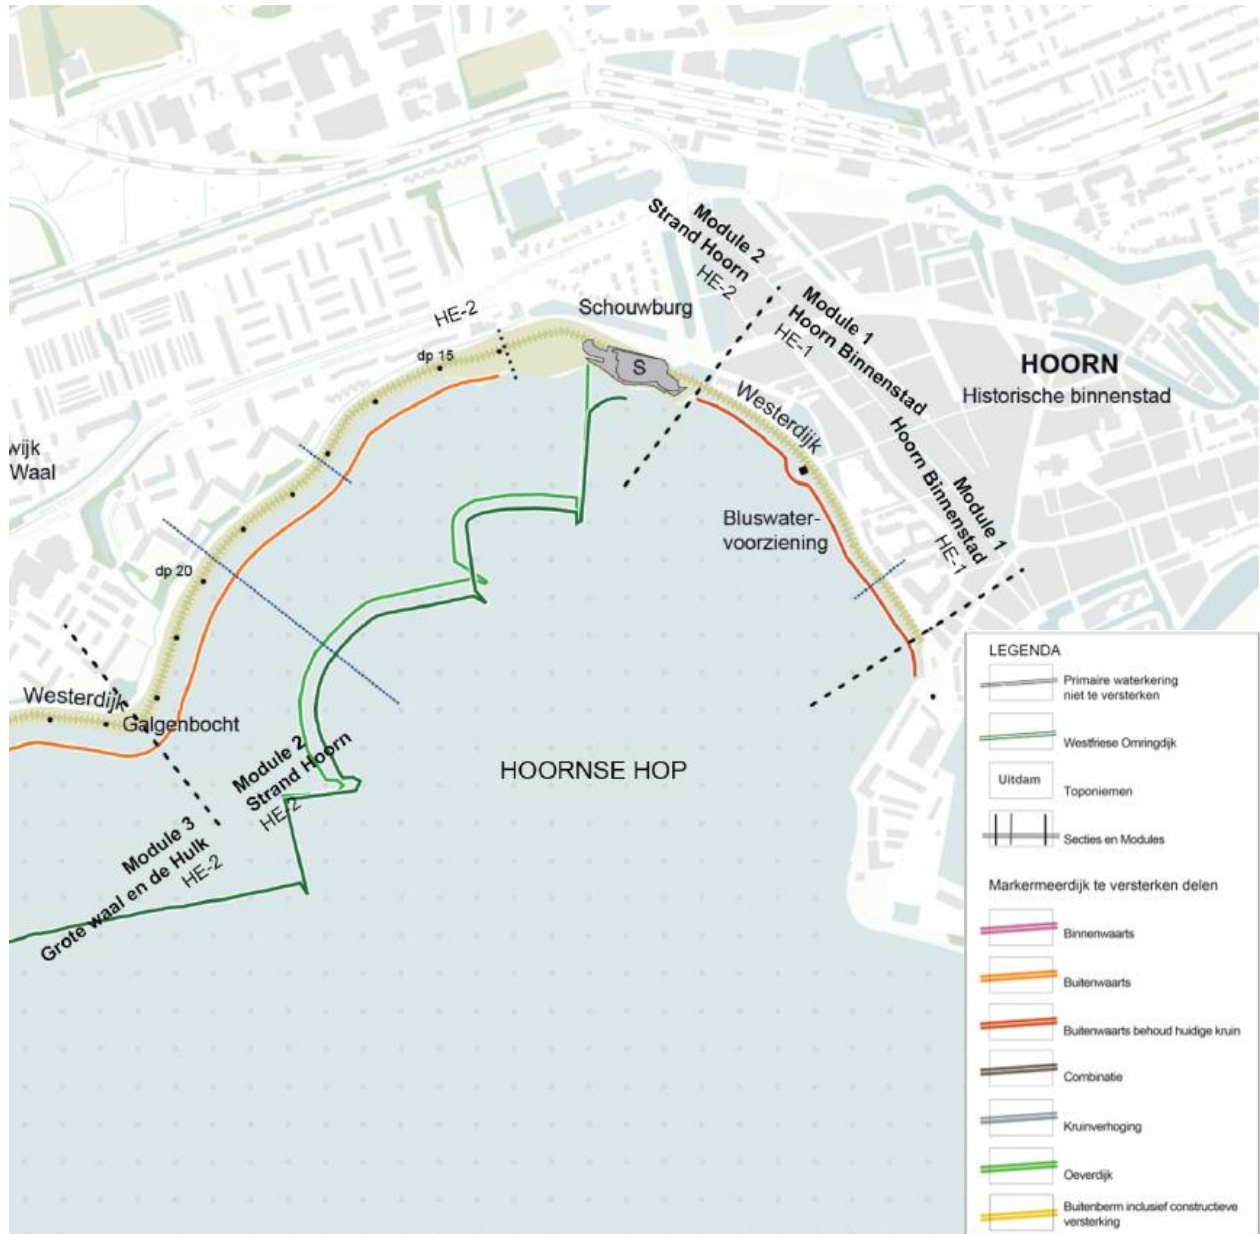 Module 2
Strand Hoorn
HE-2
Schouwburg
Module 1
Hoorn Binnenstad
HE-1
HE-2
dp 15
S
HOORN
Historische binnenstad
Westerdijk
wijk
Waal
Module 1
Hoorn Binnenstad
HE-1
Bluswater-
voorziening
dp 20
Westerdijk
Galgenbocht
Module 2
Strand Hoorn
HE-2
HOORNSE HOP
Module 3
Grote waal en de Hulk
HE-2
LEGENDA
Primaire waterkering
niet te versterken
Westfriese Omringdijk
Uitdam
Toponiemen
Secties en Modules
Markermeerdijk te versterken delen
Binnenwaarts
Buitenwaarts
Buitenwaarts behoud huidige kruin
Combinatie
Kruinverhoging
Oeverdijk
Buitenberm inclusief constructieve
versterking